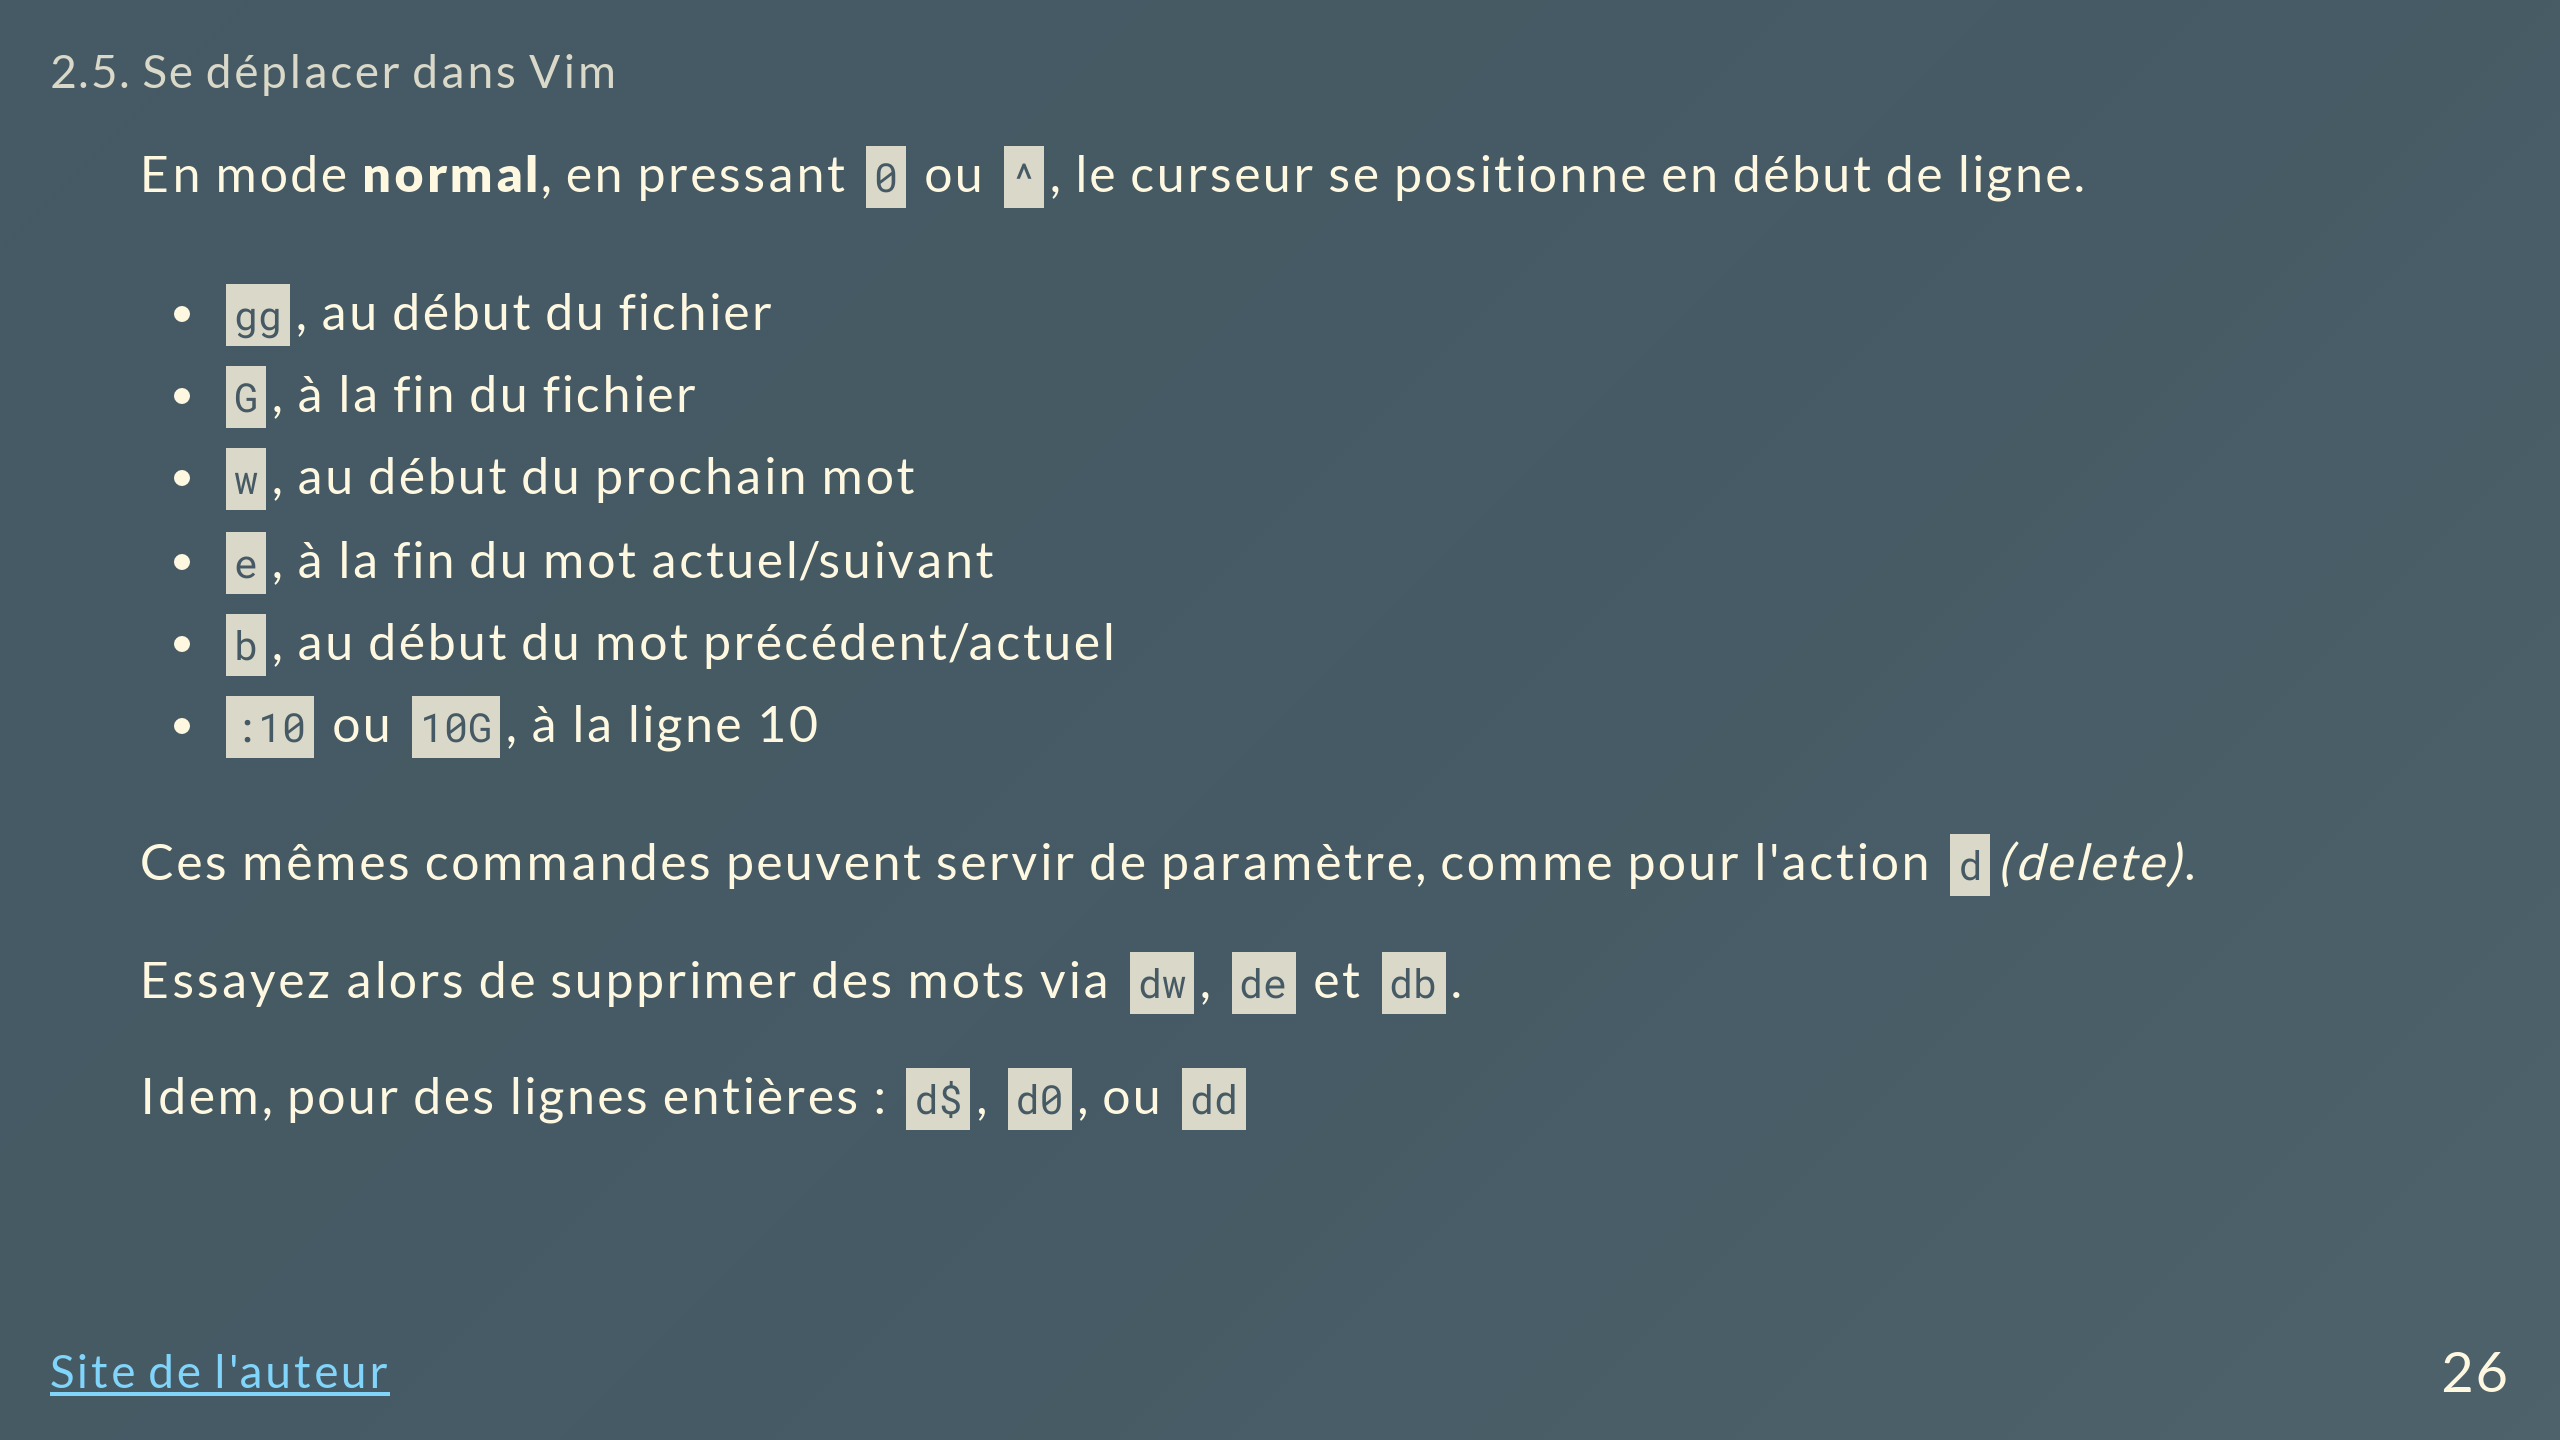 2.5. Se déplacer dans Vim
En mode normal, en pressant 0 ou ^, le curseur se positionne en début de ligne.
• gg, au début du fichier
• G, à la fin du fichier
• w, au début du prochain mot
• e, à la fin du mot actuel/suivant
• b, au début du mot précédent/actuel
• :10 ou 10G, à la ligne 10
Ces mêmes commandes peuvent servir de paramètre, comme pour l'action d (delete).
Essayez alors de supprimer des mots via dw, de et db.
Idem, pour des lignes entières : d$, d0, ou dd
Site de l'auteur
26